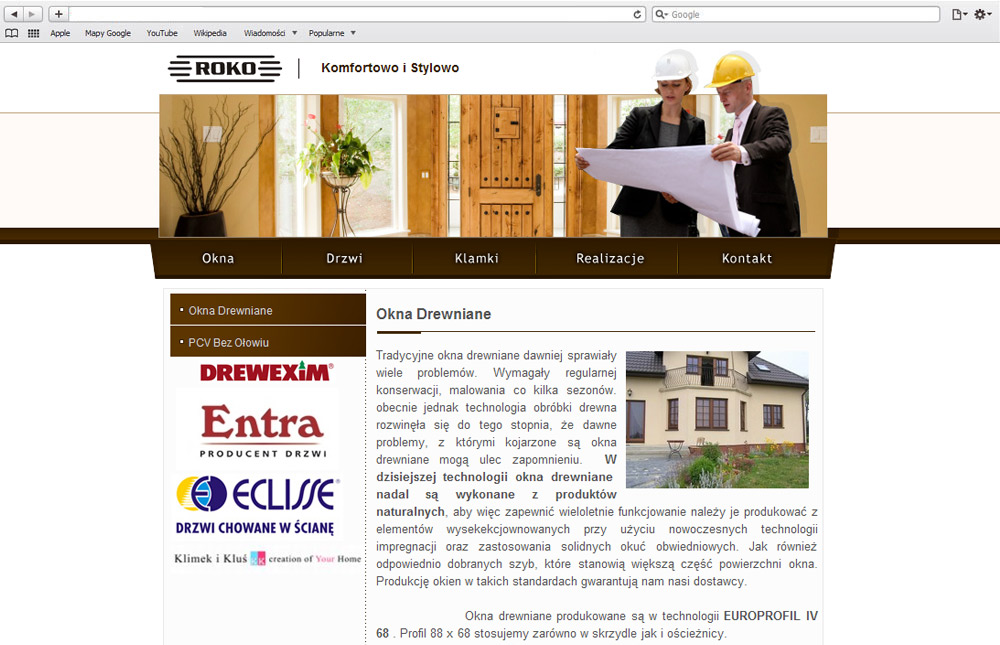 Google
Apple Mapy Google YouTube Wikipedia Wiadomości Popularne
ROKO Komfortowo i Stylowo
Okna Drzwi Klamki Realizacje Kontakt
Okna Drewniane
PCV Bez Ołowiu
DREWEXiM
Entra
PRODUCENT DRZWI
ECLISSE
DRZWI CHOWANE W ŚCIANĘ
Klimek i Kluś KK creation of Your Home
Okna Drewniane
Tradycyjne okna drewniane dawniej sprawiały
wiele problemów. Wymagały regularnej
konserwacji, malowania co kilka sezonów.
obecnie jednak technologia obróbki drewna
rozwinęła się do tego stopnia, że dawne
problemy, z którymi kojarzone są okna
drewniane mogą ulec zapomnieniu. W
dzisiejszej technologii okna drewniane
nadal są wykonane z produktów
naturalnych, aby więc zapewnić wieloletnie funkcjonowanie należy je produkować z
elementów wysekekcjownowanych przy użyciu nowoczesnych technologii
impregnacji oraz zastosowania solidnych okuć obwiedniowych. Jak również
odpowiednio dobranych szyb, które stanowią większą część powierzchni okna.
Produkcję okien w takich standardach gwarantują nam nasi dostawcy.
Okna drewniane produkowane są w technologii EUROPROFIL IV
68 . Profil 88 x 68 stosujemy zarówno w skrzydle jak i ościeżnicy.